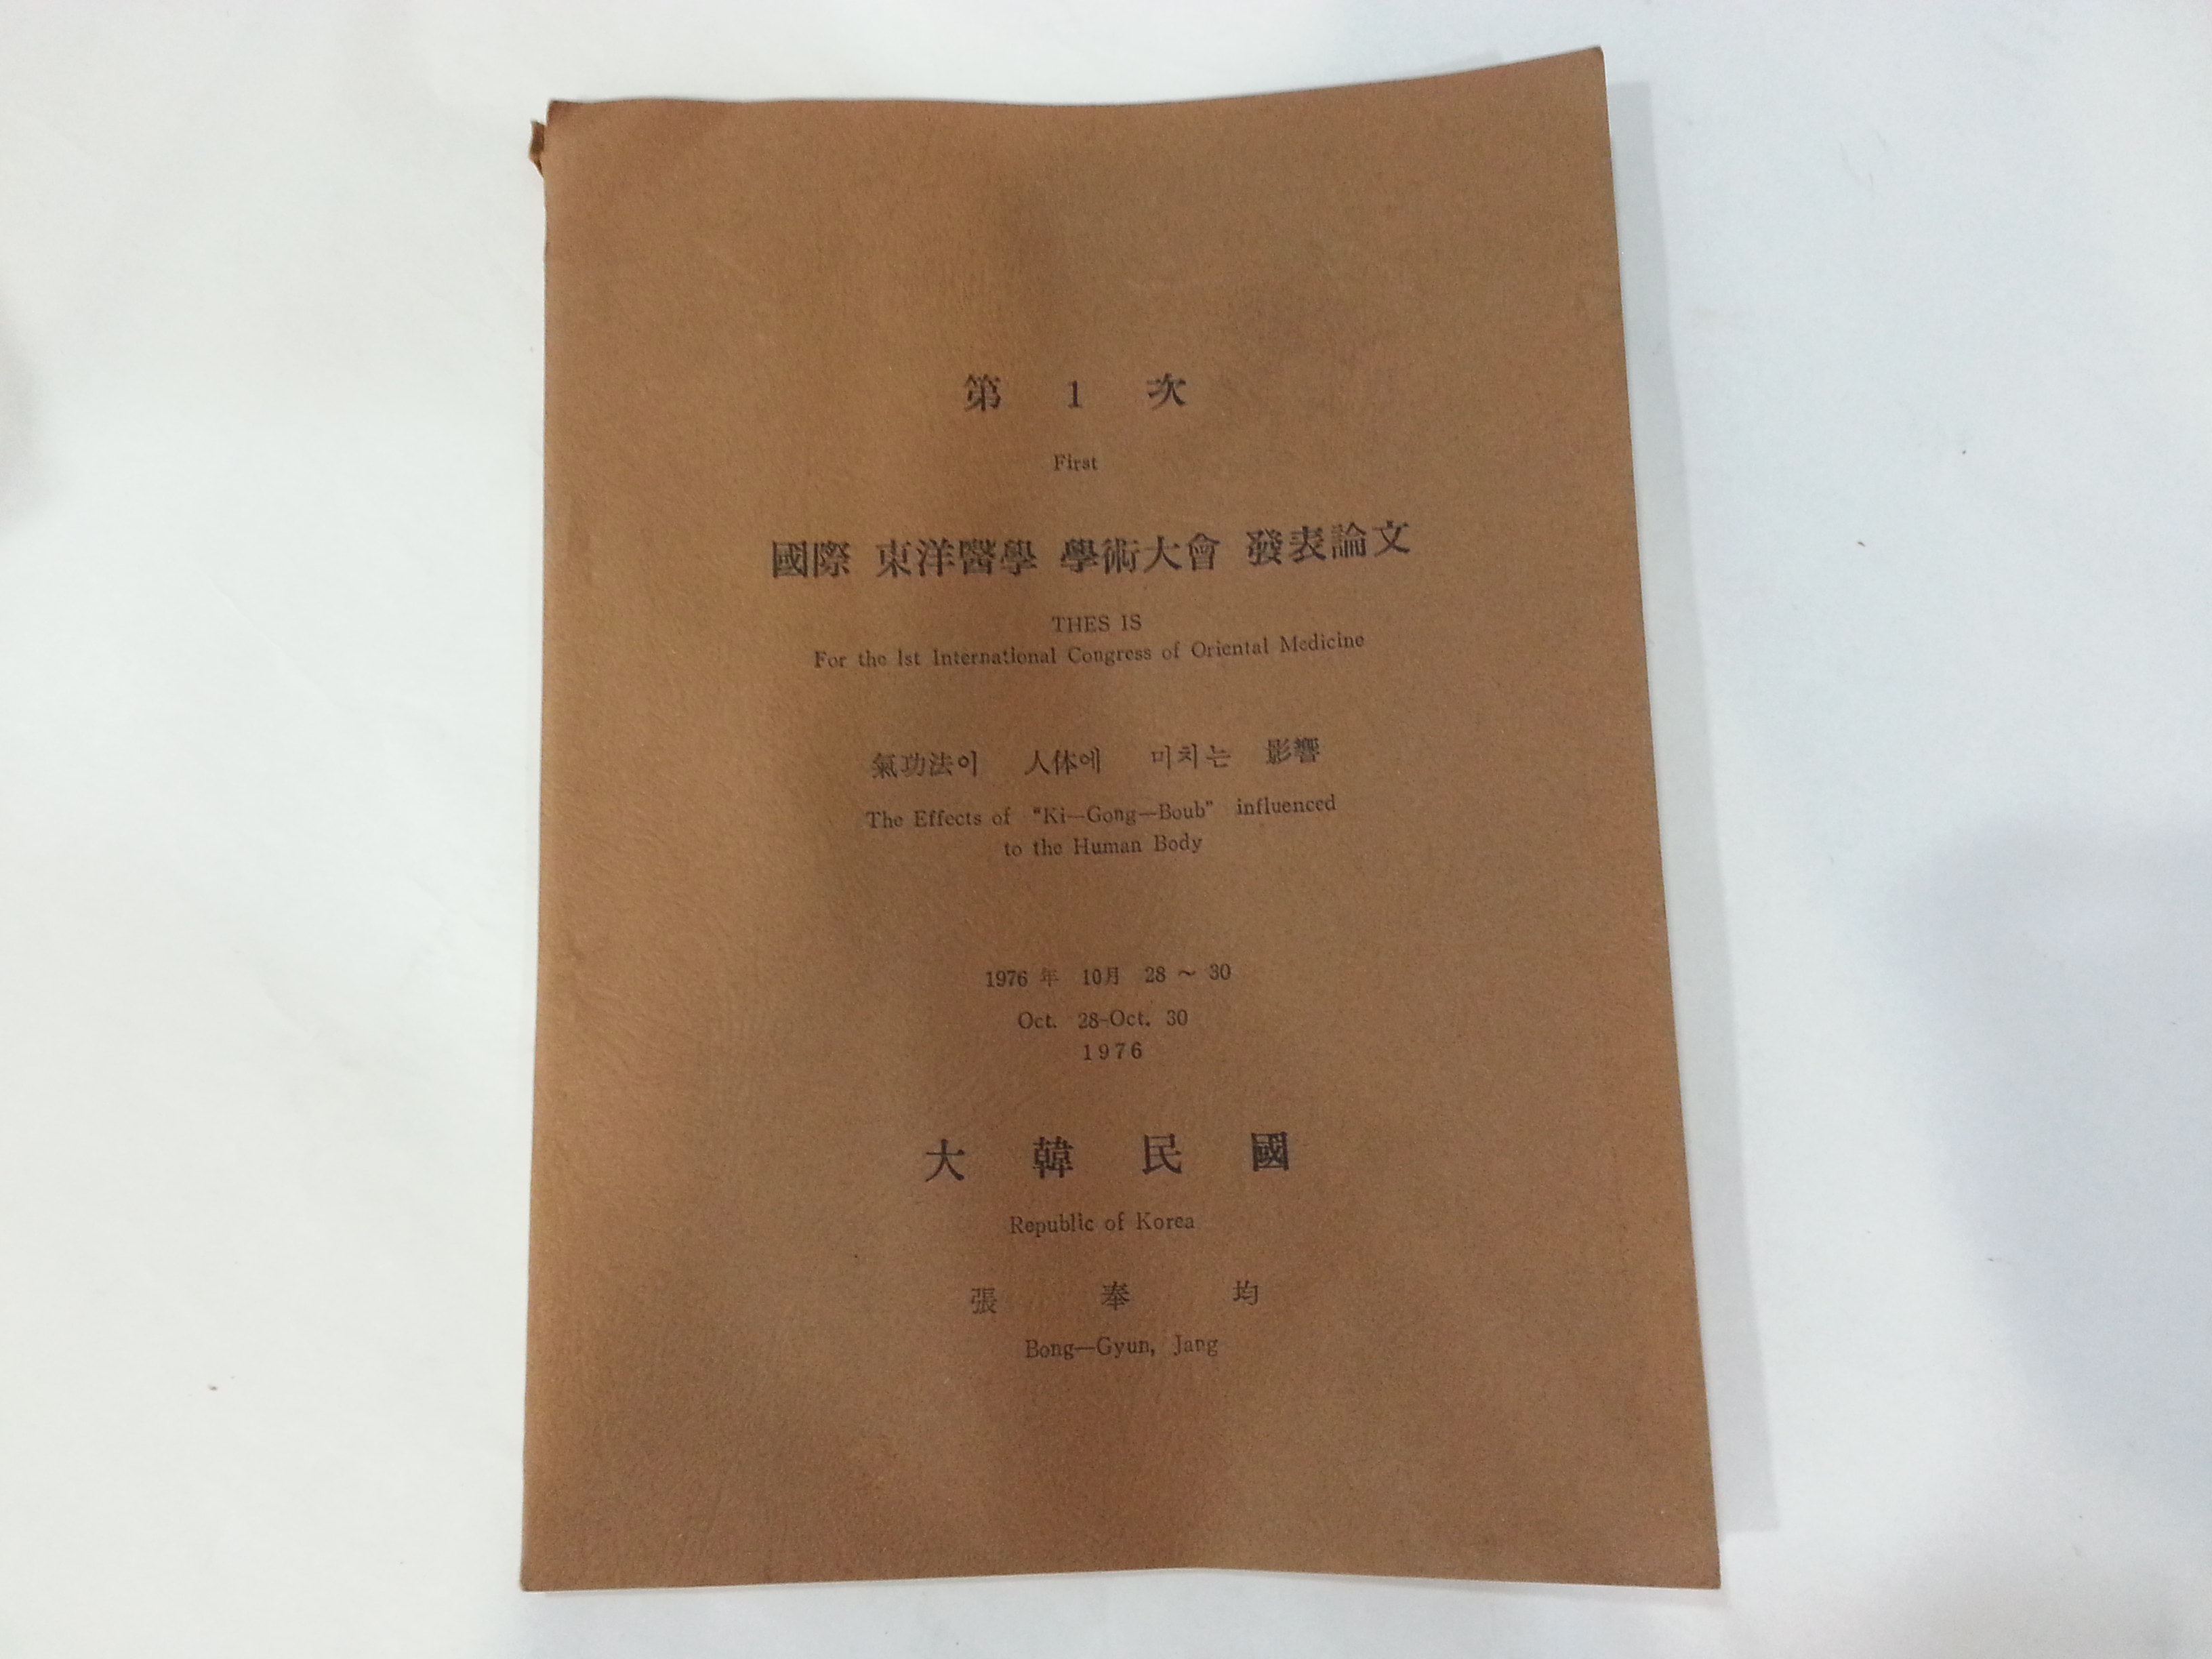 第 1 次
First
國際 東洋醫學 學術大會 發表論文
THES IS
For the 1st International Congress of Oriental Medicine
氣功法이 人体에 미치는 影響
The Effects of "Ki—Gong—Boub" influenced
to the Human Body
1976 年 10月 28 ~ 30
Oct. 28-Oct. 30
1976
大 韓 民 國
Republic of Korea
張 奉 均
Bong—Gyun, Jang